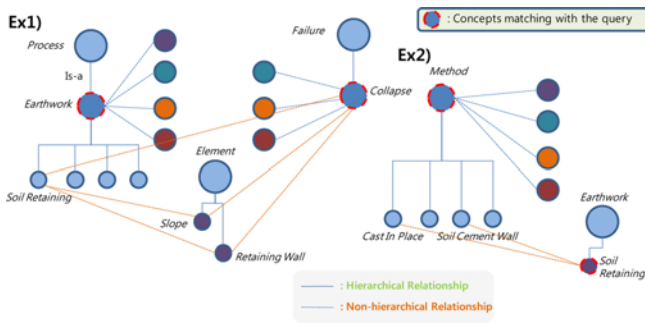 : Concepts matching with the query
Ex1)
Process
Failure
Ex2)
Is-a
Method
Earthwork
Collapse
Element
Soil Retaining
Earthwork
Slope
Cast In Place
Soil Cement Wall
Retaining Wall
Soil
Retaining
: Hierarchical Relationship
: Non-hierarchical Relationship